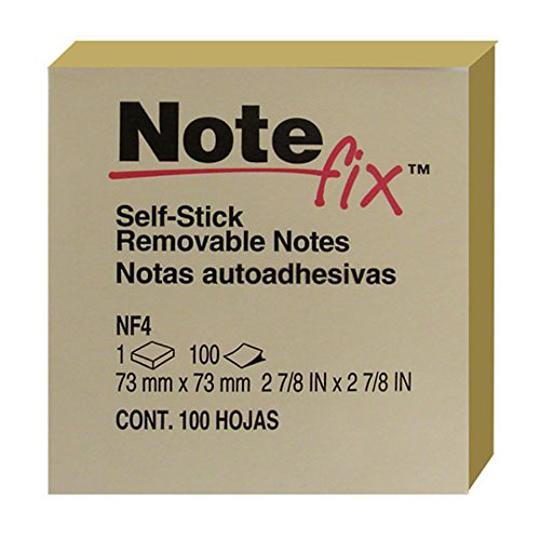 Note
fix™
Self-Stick
Removable Notes
Notas autoadhesivas
NF4
1 100
73 mm x 73 mm 2 7/8 IN x 2 7/8 IN
CONT. 100 HOJAS